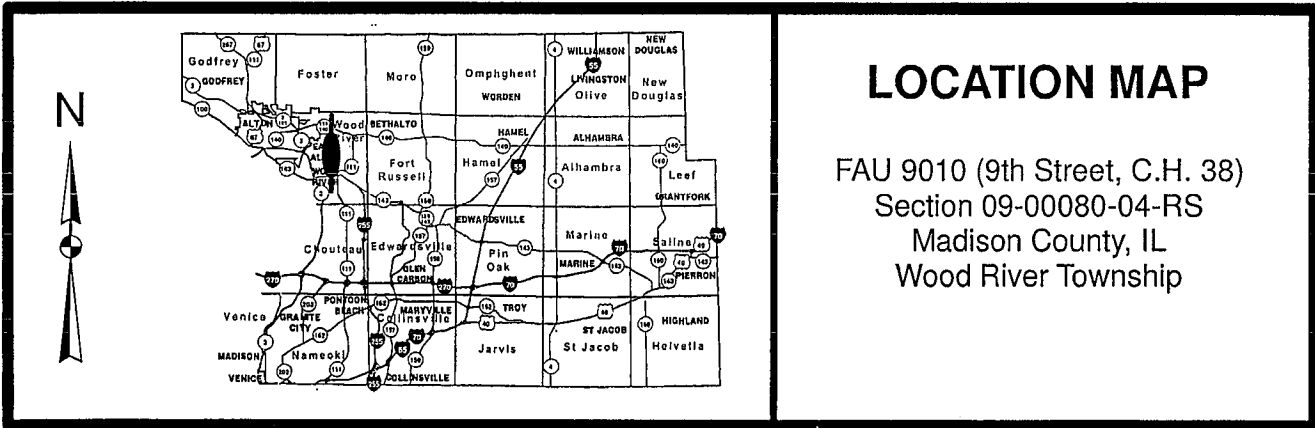 N
WILLIAMSON
NEW
DOUGLAS
Godfrey
GODFREY
Foster
Moro
Omphghent
WORDEN
LIVINGSTON
Olive
New
Douglas
ALTON
Wood
River
BETHALTO
HAMEL
ALHAMBRA
Fort
Russell
Hamel
Alhambra
Leef
GRANTFORK
EDWARDSVILLE
Chouteau
Edwardsville
GLEN
CARBON
Pin
Oak
Marine
MARINE
Saline
PIERRON
Venice
GRANITE
CITY
PONTOON
BEACH
MARYVILLE
Collinsville
TROY
ST JACOB
HIGHLAND
MADISON
Nameoki
Jarvis
St Jacob
Helvetia
VENICE
COLLINSVILLE
LOCATION MAP
FAU 9010 (9th Street, C.H. 38)
Section 09-00080-04-RS
Madison County, IL
Wood River Township